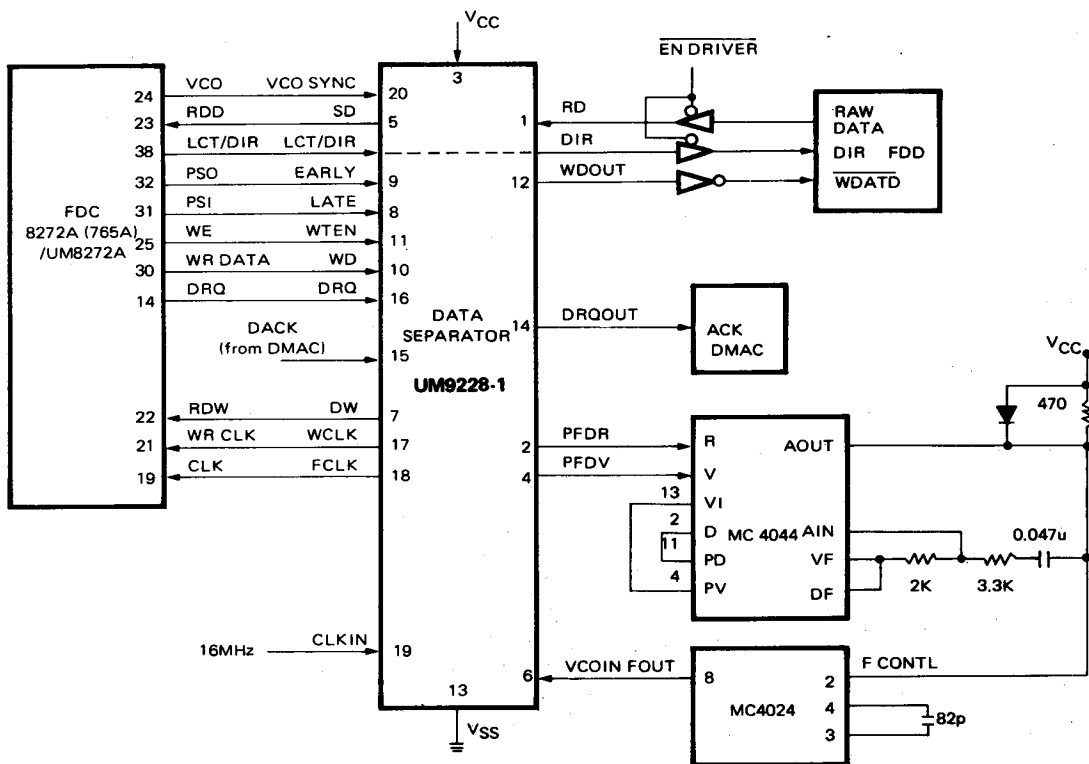 VCC
EN DRIVER
3
24 VCO VCO SYNC 20
23 RDD SD 5
38 LCT/DIR LCT/DIR
32 PSO EARLY 9
31 PSI LATE 8
25 WE WTEN 11
30 WR DATA WD 10
14 DRQ DRQ 16
FDC
8272A (765A)
/UM8272A
DACK
(from DMAC)
15
22 RDW DW 7
21 WR CLK WCLK 17
19 CLK FCLK 18
16MHz CLKIN 19
DATA
SEPARATOR
UM9228-1
13
VSS
1 RD
DIR
12 WDOUT
RAW
DATA
DIR FDD
WDATD
14 DRQOUT
ACK
DMAC
VCC
470
2 PFDR R AOUT
4 PFDV V
13 VI
2 D
11 PD
4 PV
MC 4044
AIN
VF
DF
2K
3.3K
0.047u
6 VCOIN FOUT 8
MC4024
2 F CONTL
4
3
82p